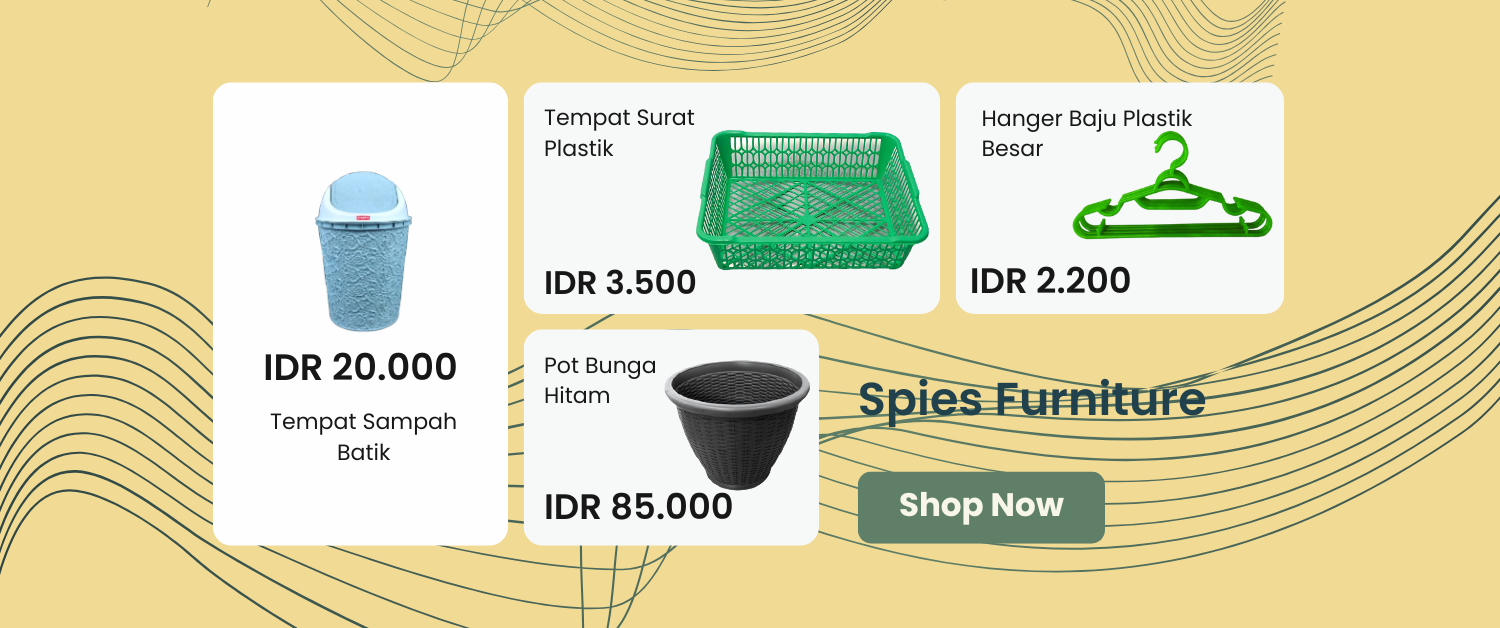 IDR 20.000
Tempat Sampah
Batik
Tempat Surat
Plastik
IDR 3.500
Hanger Baju Plastik
Besar
IDR 2.200
Pot Bunga
Hitam
IDR 85.000
Spies Furniture
Shop Now